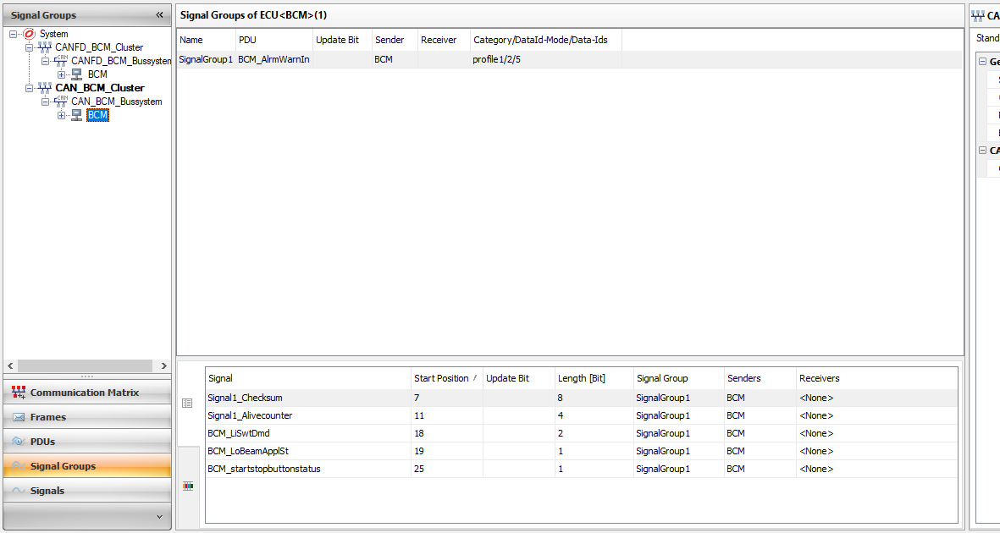 Signal Groups «
System
CANFD_BCM_Cluster
CANFD_BCM_Bussystem
BCM
CAN_BCM_Cluster
CAN_BCM_Bussystem
BCM
Communication Matrix
Frames
PDUs
Signal Groups
Signals
Signal Groups of ECU<BCM>(1)
Name PDU Update Bit Sender Receiver Category/DataId-Mode/Data-Ids
SignalGroup1 BCM_AlrmWarnIn BCM profile1/2/5
Signal Start Position / Update Bit Length [Bit] Signal Group Senders Receivers
Signal1_Checksum 7 8 SignalGroup1 BCM <None>
Signal1_Alivecounter 11 4 SignalGroup1 BCM <None>
BCM_LiSwtDmd 18 2 SignalGroup1 BCM <None>
BCM_LoBeamApplSt 19 1 SignalGroup1 BCM <None>
BCM_startstopbuttonstatus 25 1 SignalGroup1 BCM <None>
CA
Stand
Ge
CA